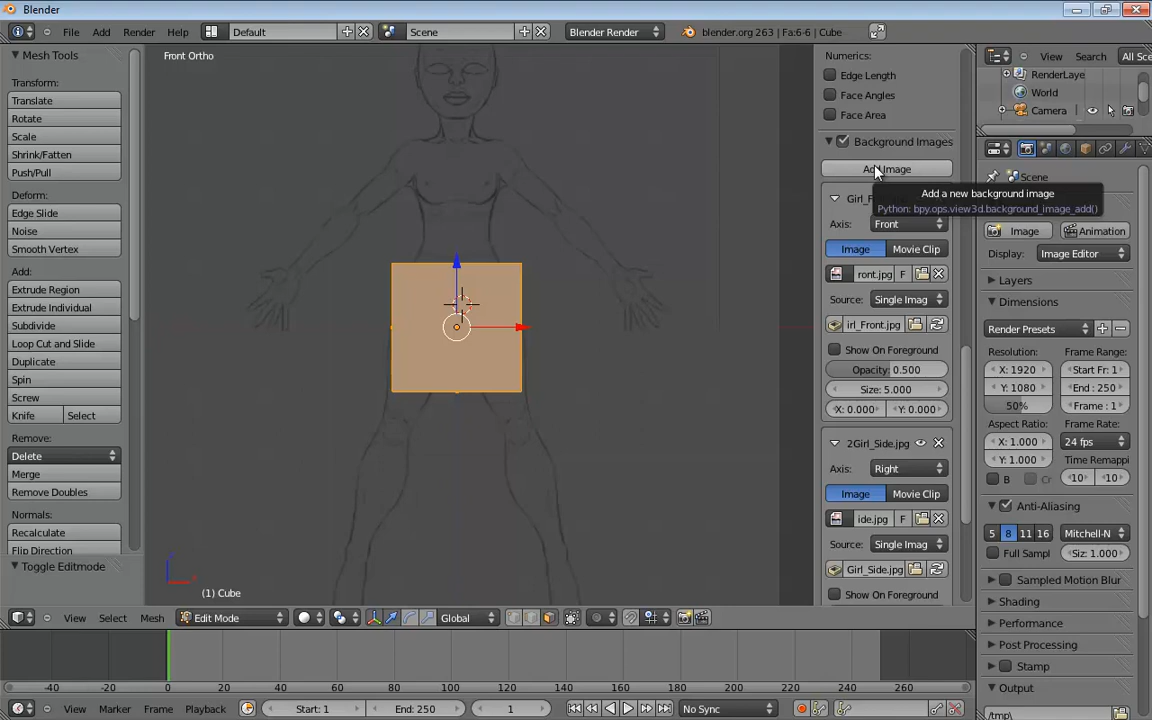 Blender
File Add Render Window Help Default Scene Blender Render blender.org 263 | Fa:6-6 | Cube
Mesh Tools
Transform:
Translate
Rotate
Scale
Shrink/Fatten
Push/Pull
Deform:
Edge Slide
Noise
Smooth Vertex
Add:
Extrude Region
Extrude Individual
Subdivide
Loop Cut and Slide
Duplicate
Spin
Screw
Knife Select
Remove:
Delete
Merge
Remove Doubles
Normals:
Recalculate
Flip Direction
Toggle Editmode
Front Ortho
(1) Cube
View Select Mesh Edit Mode Global
Numerics:
Edge Length
Face Angles
Face Area
Background Images
Add Image
Add a new background image
Python: bpy.ops.view3d.background_image_add()
Axis: Front
Image Movie Clip
ront.jpg F
Source: Single Imag
irl_Front.jpg
Show On Foreground
Opacity: 0.500
Size: 5.000
X: 0.000 Y: 0.000
2Girl_Side.jpg
Axis: Right
Image Movie Clip
ide.jpg F
Source: Single Imag
Girl_Side.jpg
Show On Foreground
View Search All Sce
RenderLaye
World
Camera
Scene
Image Animation
Display: Image Editor
Layers
Dimensions
Render Presets
Resolution: Frame Range:
X: 1920 Start Fr: 1
Y: 1080 End : 250
50% Frame : 1
Aspect Ratio: Frame Rate:
X: 1.000 24 fps
Y: 1.000 Time Remappi
B Cr 10 10
Anti-Aliasing
5 8 11 16 Mitchell-N
Full Sampl Siz: 1.000
Sampled Motion Blur
Shading
Performance
Post Processing
Stamp
Output
/tmp\
-40 -20 0 20 40 60 80 100 120 140 160 180 200 220 240 260
View Marker Frame Playback Start: 1 End: 250 1 No Sync